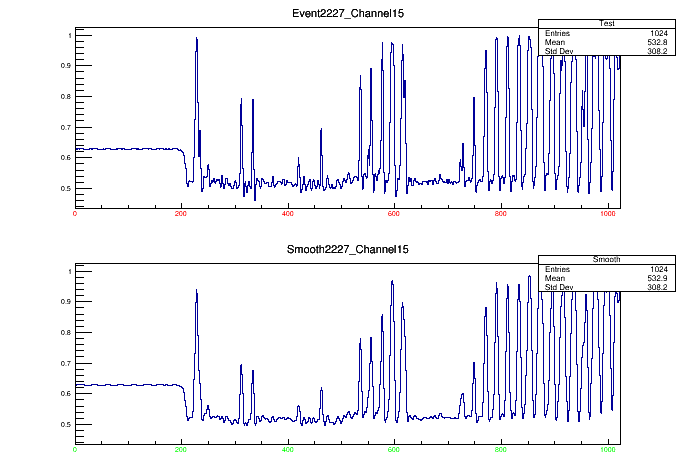 Event2227_Channel15
Test
Entries 1024
Mean 532.8
Std Dev 308.2
1
0.9
0.8
0.7
0.6
0.5
0 200 400 600 800 1000
Smooth2227_Channel15
Smooth
Entries 1024
Mean 532.9
Std Dev 308.2
1
0.9
0.8
0.7
0.6
0.5
0 200 400 600 800 1000